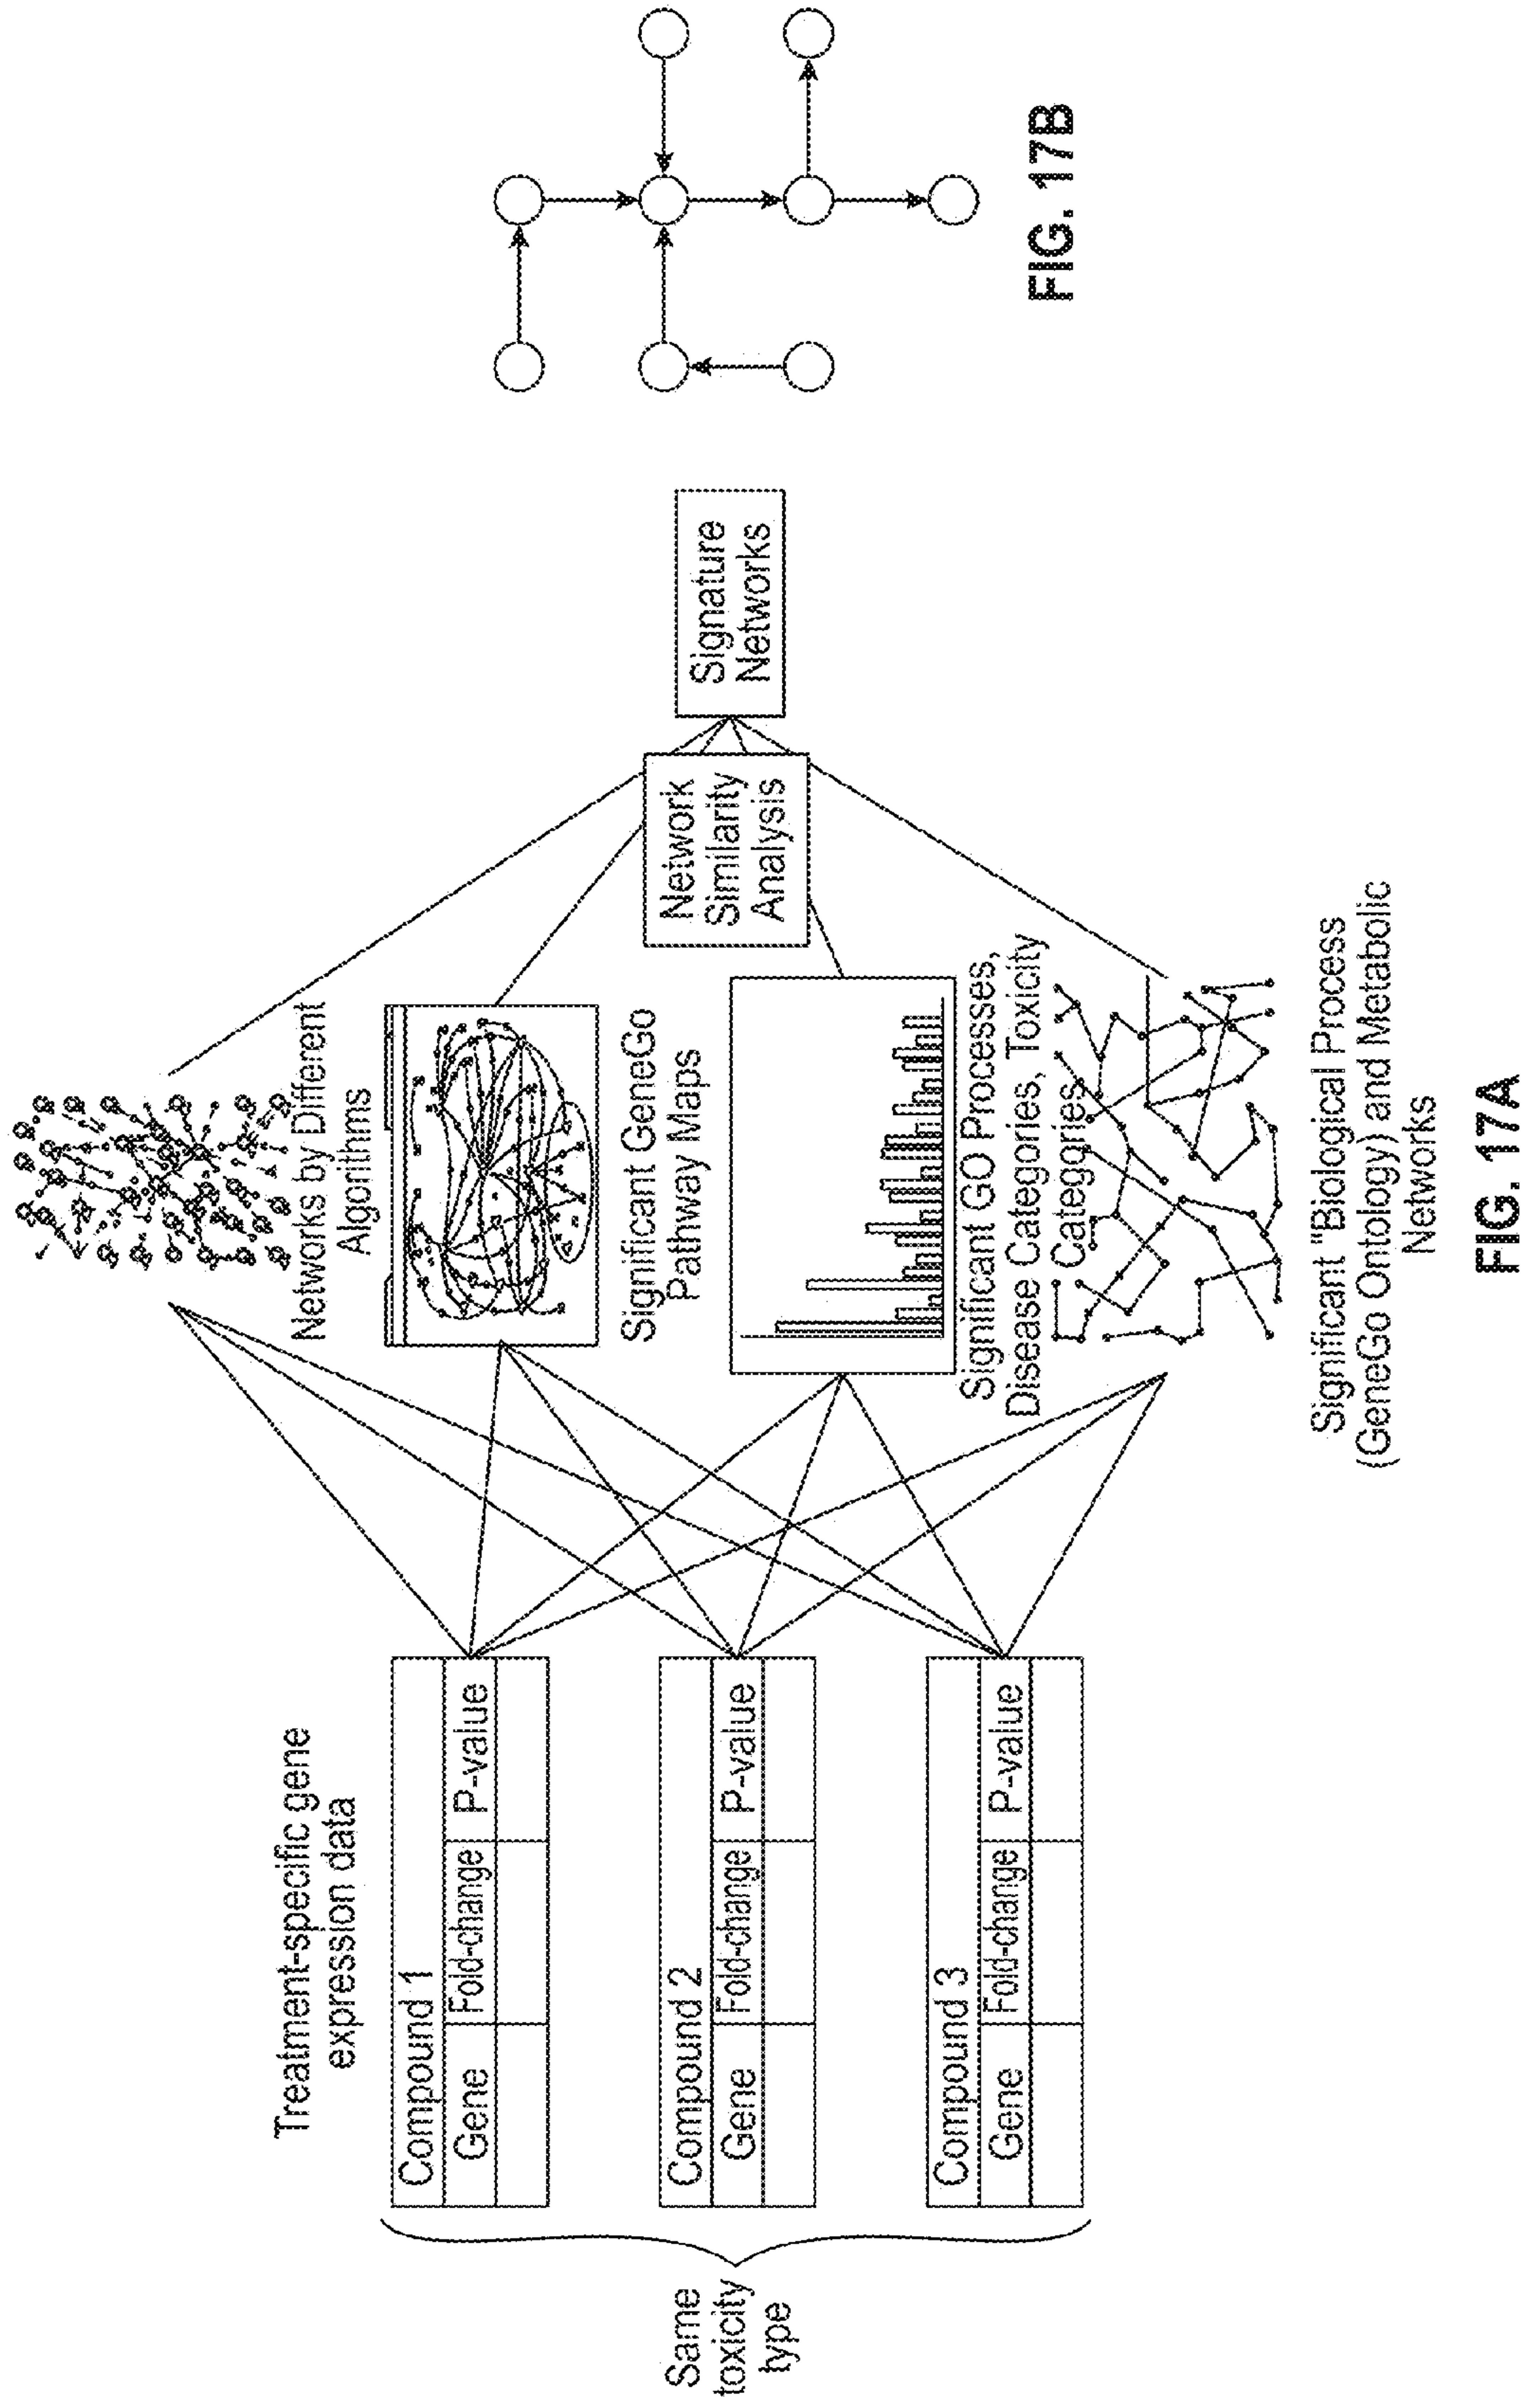 Same
toxicity
type
Treatment-specific gene
expression data
Compound 1
Gene Fold-change P-value
Compound 2
Gene Fold-change P-value
Compound 3
Gene Fold-change P-value
Networks by Different
Algorithms
Significant GeneGo
Pathway Maps
Significant GO Processes,
Disease Categories, Toxicity
Categories
Significant "Biological Process
(GeneGo Ontology) and Metabolic
Networks
Network
Similarity
Analysis
Signature
Networks
FIG. 17A
FIG. 17B